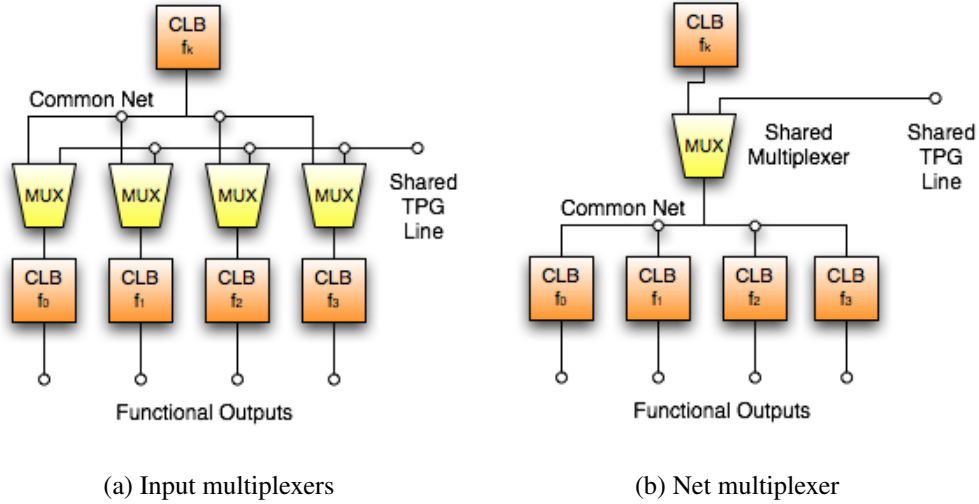 CLB
fk
Common Net
MUX
MUX
MUX
MUX
Shared
TPG
Line
CLB
f0
CLB
f1
CLB
f2
CLB
f3
Functional Outputs
(a) Input multiplexers
CLB
fk
MUX
Shared
Multiplexer
Shared
TPG
Line
Common Net
CLB
f0
CLB
f1
CLB
f2
CLB
f3
Functional Outputs
(b) Net multiplexer